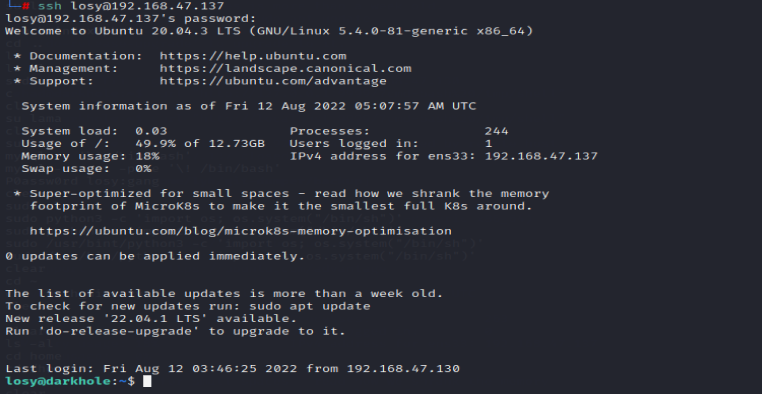 └─# ssh losy@192.168.47.137
losy@192.168.47.137's password:
Welcome to Ubuntu 20.04.3 LTS (GNU/Linux 5.4.0-81-generic x86_64)
* Documentation:  https://help.ubuntu.com
* Management:     https://landscape.canonical.com
* Support:        https://ubuntu.com/advantage
System information as of Fri 12 Aug 2022 05:07:57 AM UTC
System load:  0.03               Processes:               244
Usage of /:   49.9% of 12.73GB   Users logged in:         1
Memory usage: 18%                IPv4 address for ens33: 192.168.47.137
Swap usage:   0%
* Super-optimized for small spaces - read how we shrank the memory
footprint of MicroK8s to make it the smallest full K8s around.
https://ubuntu.com/blog/microk8s-memory-optimisation
0 updates can be applied immediately.
The list of available updates is more than a week old.
To check for new updates run: sudo apt update
New release '22.04.1 LTS' available.
Run 'do-release-upgrade' to upgrade to it.
Last login: Fri Aug 12 03:46:25 2022 from 192.168.47.130
losy@darkhole:~$